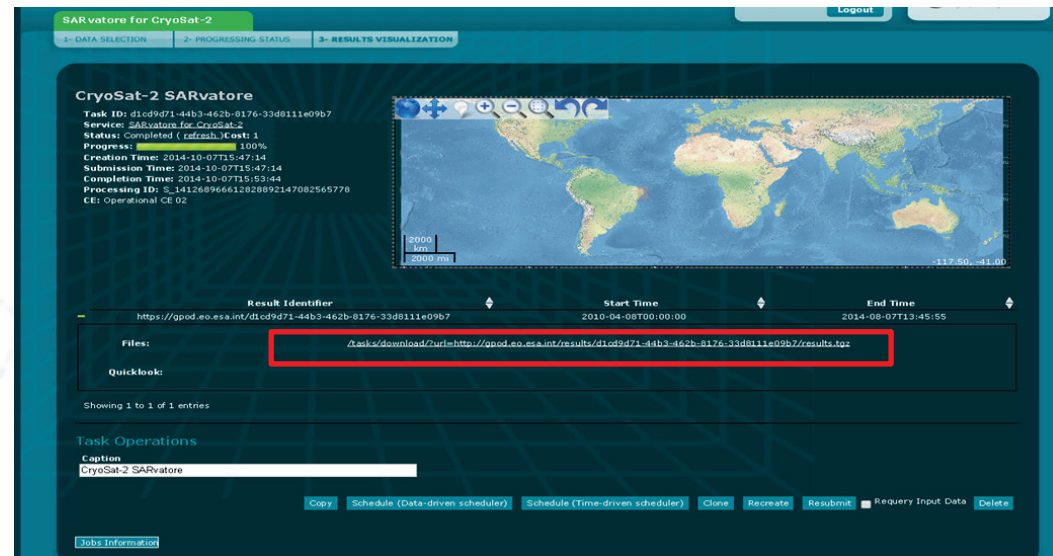 Logout
SARvatore for CryoSat-2
1- DATA SELECTION 2- PROGRESSING STATUS 3- RESULTS VISUALIZATION
CryoSat-2 SARvatore
Task ID: d1cd9d71-44b3-462b-8176-33d8111e09b7
Service: SARvatore for CryoSat-2
Status: Completed ( refresh )Cost: 1
Progress: 100%
Creation Time: 2014-10-07T15:47:14
Submission Time: 2014-10-07T15:47:14
Completion Time: 2014-10-07T15:53:44
Processing ID: S_1412689666128289214708256577​8
CE: Operational CE 02
2000
km
2000 mi
-117.50, -41.00
Result Identifier Start Time End Time
https://gpod.eo.esa.int/d1cd9d71-44b3-462b-8176-33d8111e09b7 2010-04-08T00:00:00 2014-08-07T13:45:55
Files: /tasks/download/?url=http://gpod.eo.esa.int/results/d1cd9d71-44b3-462b-8176-33d8111e09b7/results.tgz
Quicklook:
Showing 1 to 1 of 1 entries
Task Operations
Caption
CryoSat-2 SARvatore
Copy Schedule (Data-driven scheduler) Schedule (Time-driven scheduler) Clone Recreate Resubmit Requery Input Data Delete
Jobs Information